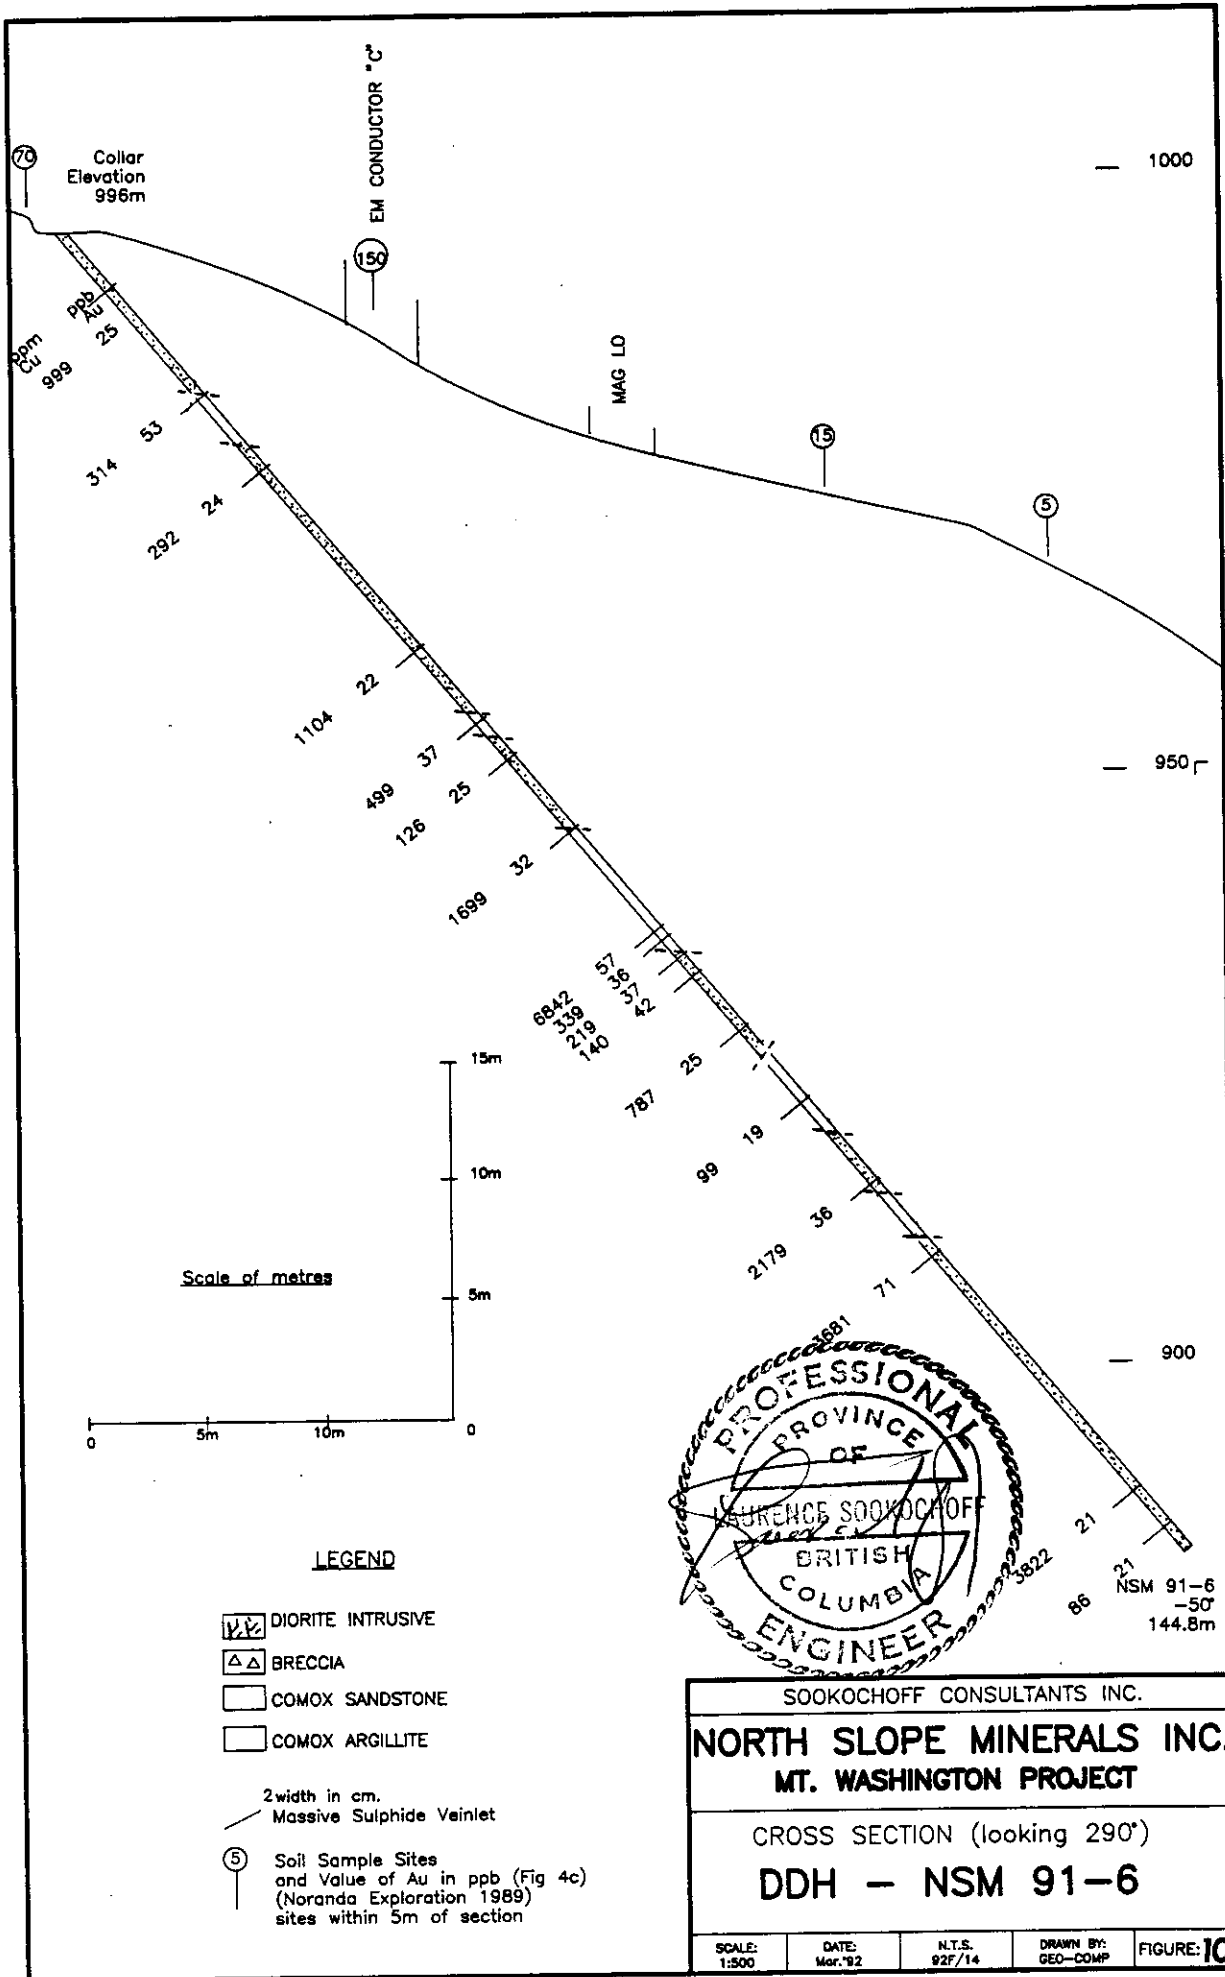 70
Collar
Elevation
996m
EM CONDUCTOR "C"
150
1000
ppb
Au
25
ppm
Cu
999
53
314
MAG LO
15
24
292
5
22
1104
37
499
25
126
950
32
1699
57
36
37
42
6842
339
219
140
25
787
19
99
36
2179
71
3681
15m
10m
5m
0
Scale of metres
0
5m
10m
900
PROFESSIONAL
PROVINCE
OF
LAURENCE SOOKOCHOFF
BRITISH
COLUMBIA
ENGINEER
21
3822
21
86
NSM 91-6
-50°
144.8m
LEGEND
DIORITE INTRUSIVE
BRECCIA
COMOX SANDSTONE
COMOX ARGILLITE
2width in cm.
Massive Sulphide Veinlet
5
Soil Sample Sites
and Value of Au in ppb (Fig 4c)
(Noranda Exploration 1989)
sites within 5m of section
SOOKOCHOFF CONSULTANTS INC.
NORTH SLOPE MINERALS INC.
MT. WASHINGTON PROJECT
CROSS SECTION (looking 290°)
DDH - NSM 91-6
SCALE:
1:500
DATE:
Mar.'92
N.T.S.
92F/14
DRAWN BY:
GEO-COMP
FIGURE: 10